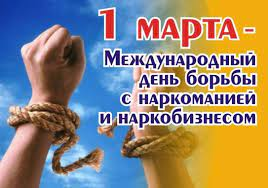 1 МАРТА -
Международный
день борьбы
с наркоманией
и наркобизнесом